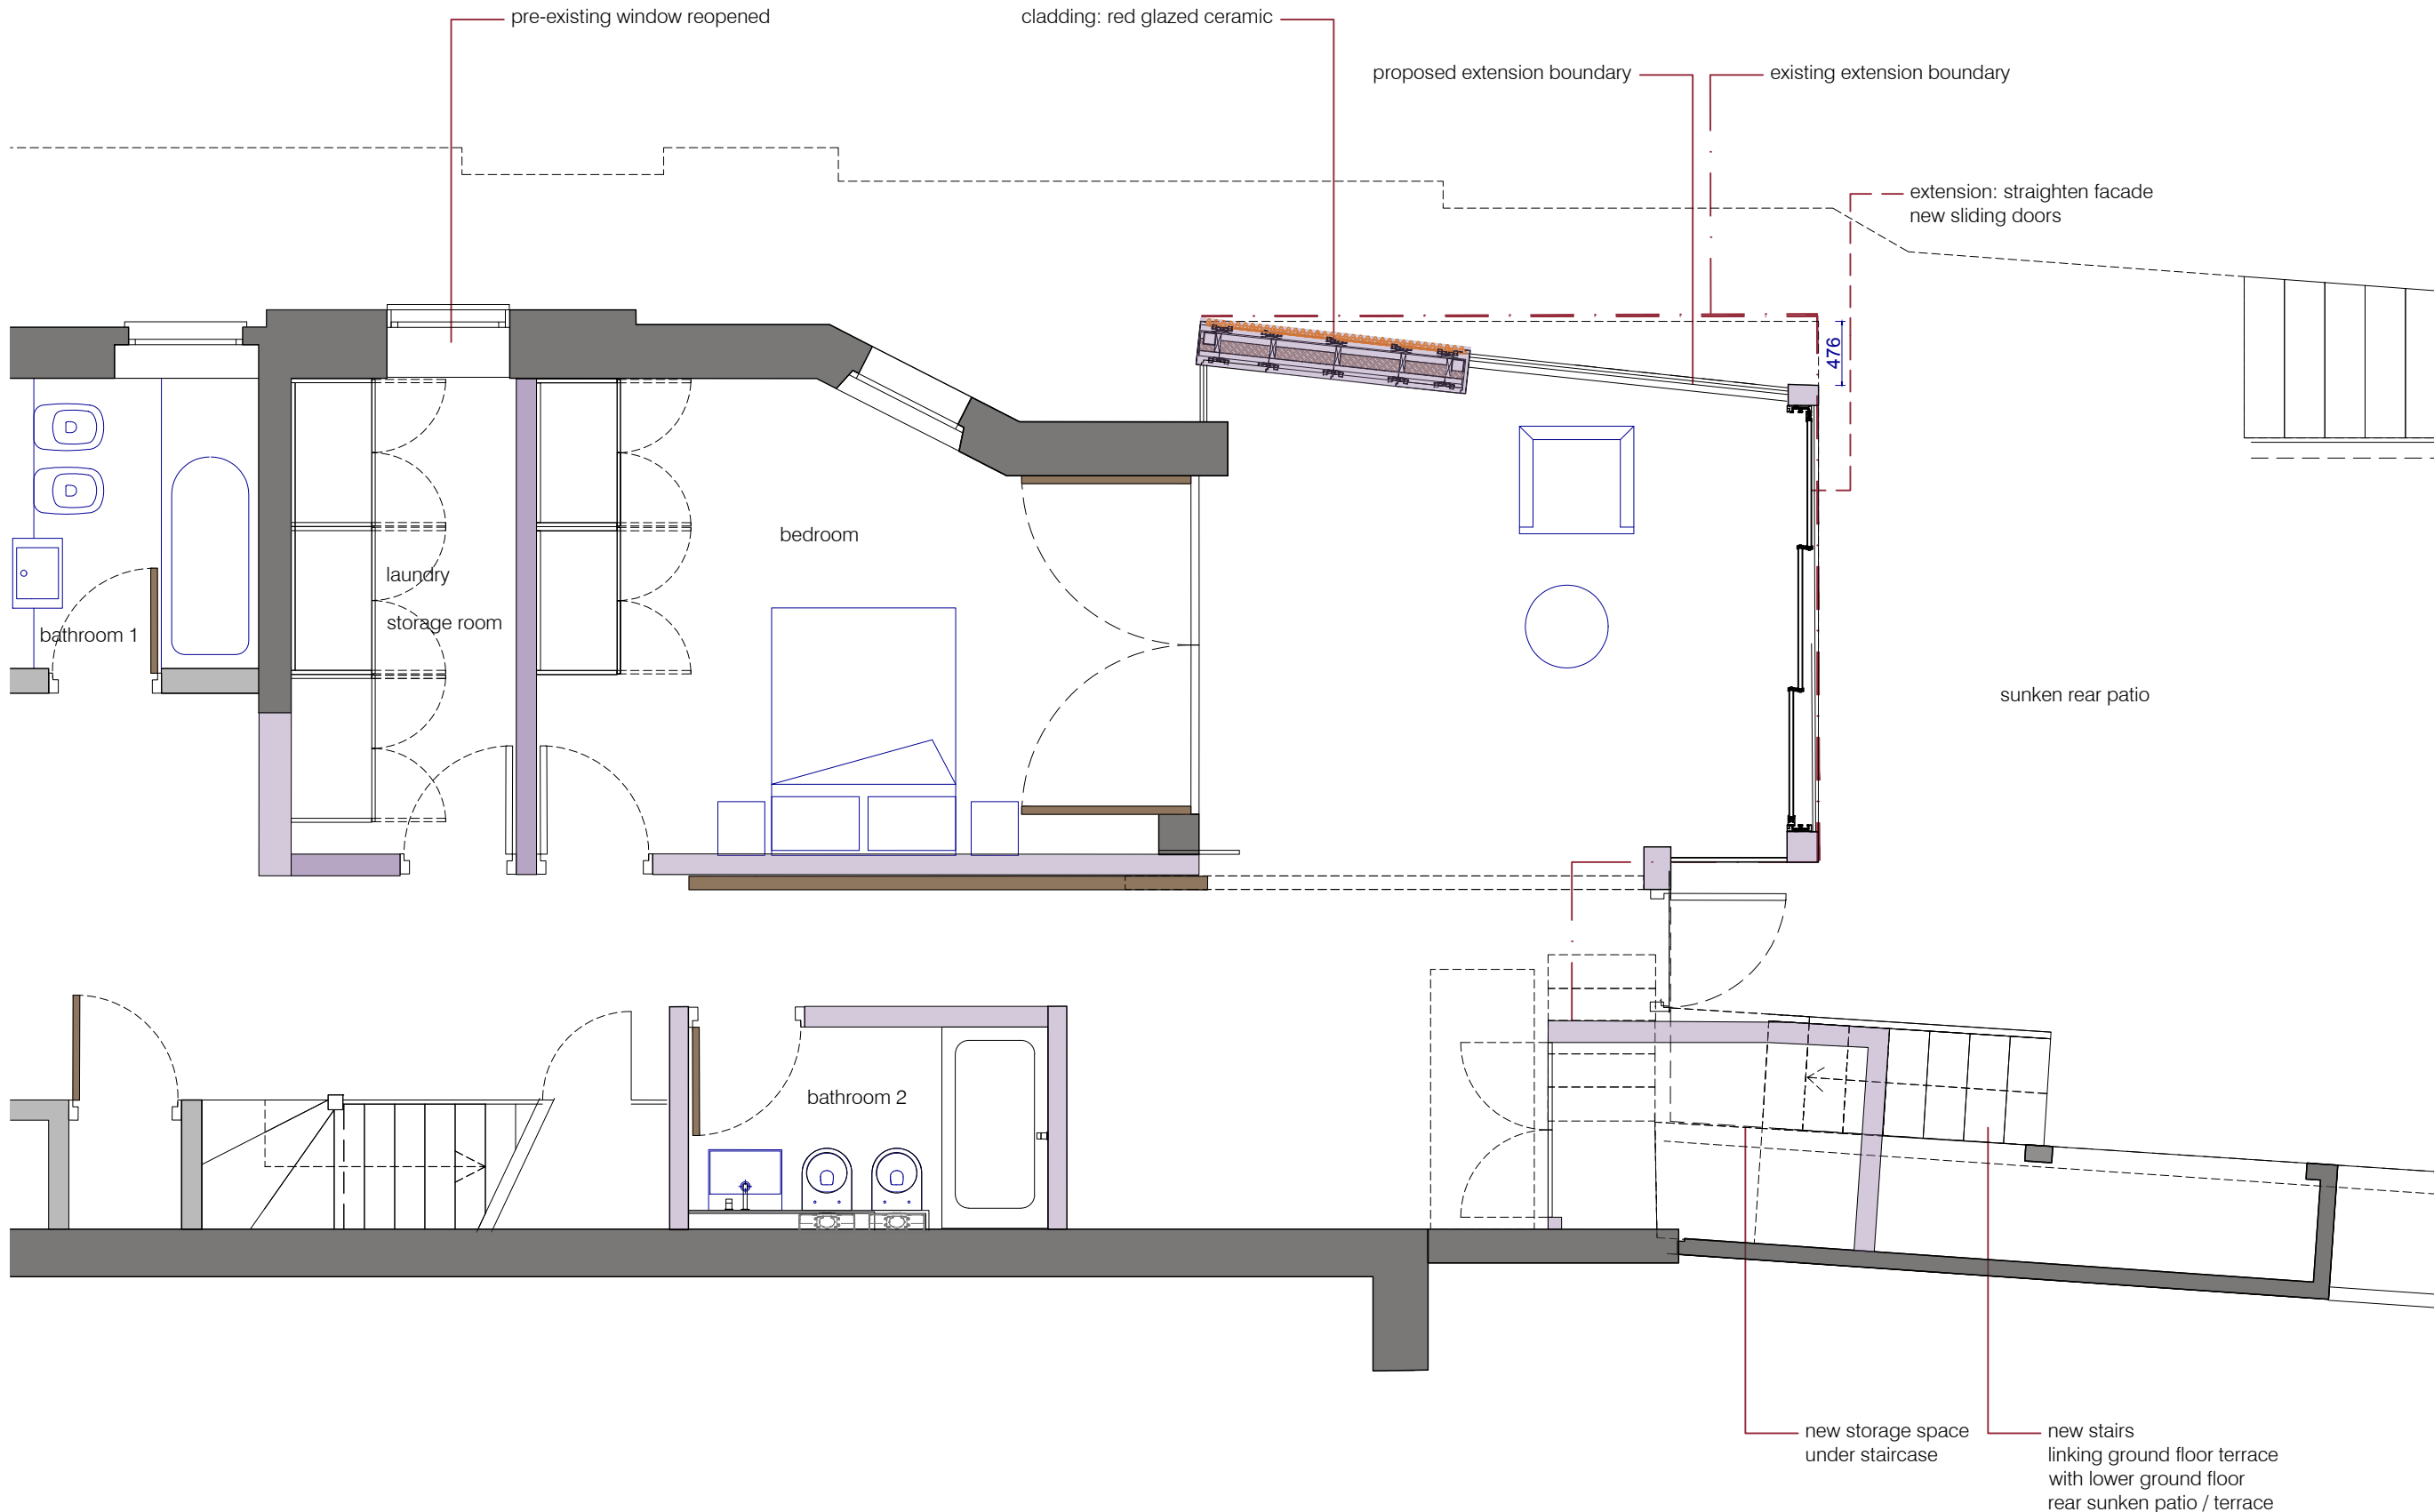 pre-existing window reopened
cladding: red glazed ceramic
proposed extension boundary
existing extension boundary
extension: straighten facade
new sliding doors
476
bedroom
laundry
storage room
bathroom 1
sunken rear patio
bathroom 2
new storage space
under staircase
new stairs
linking ground floor terrace
with lower ground floor
rear sunken patio / terrace